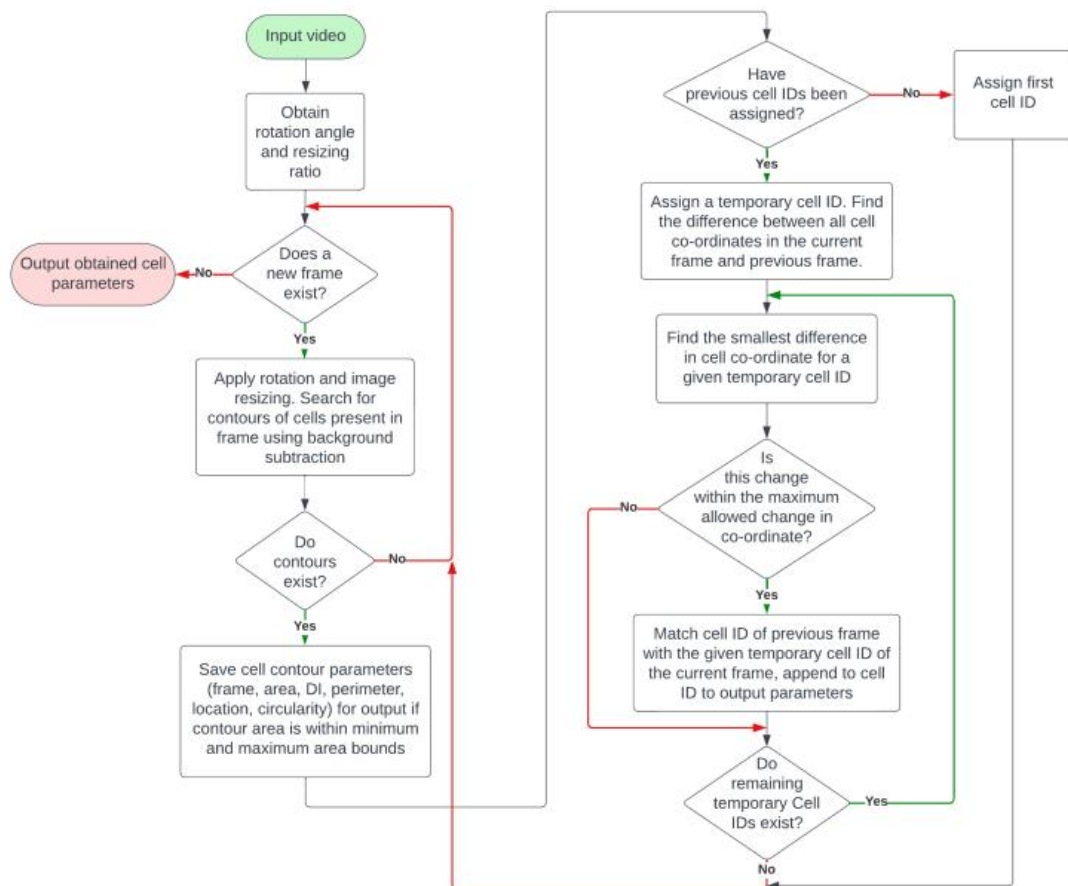 Input video
Obtain
rotation angle
and resizing
ratio
Does a
new frame
exist?
No
Output obtained cell
parameters
Yes
Apply rotation and image
resizing. Search for
contours of cells present in
frame using background
subtraction
Do
contours
exist?
No
Yes
Save cell contour parameters
(frame, area, DI, perimeter,
location, circularity) for output if
contour area is within minimum
and maximum area bounds
Have
previous cell IDs been
assigned?
No
Assign first
cell ID
Yes
Assign a temporary cell ID. Find
the difference between all cell
co-ordinates in the current
frame and previous frame.
Find the smallest difference
in cell co-ordinate for a
given temporary cell ID
Is
this change
within the maximum
allowed change in
co-ordinate?
No
Yes
Match cell ID of previous frame
with the given temporary cell ID of
the current frame, append to cell
ID to output parameters
Do
remaining
temporary Cell
IDs exist?
Yes
No